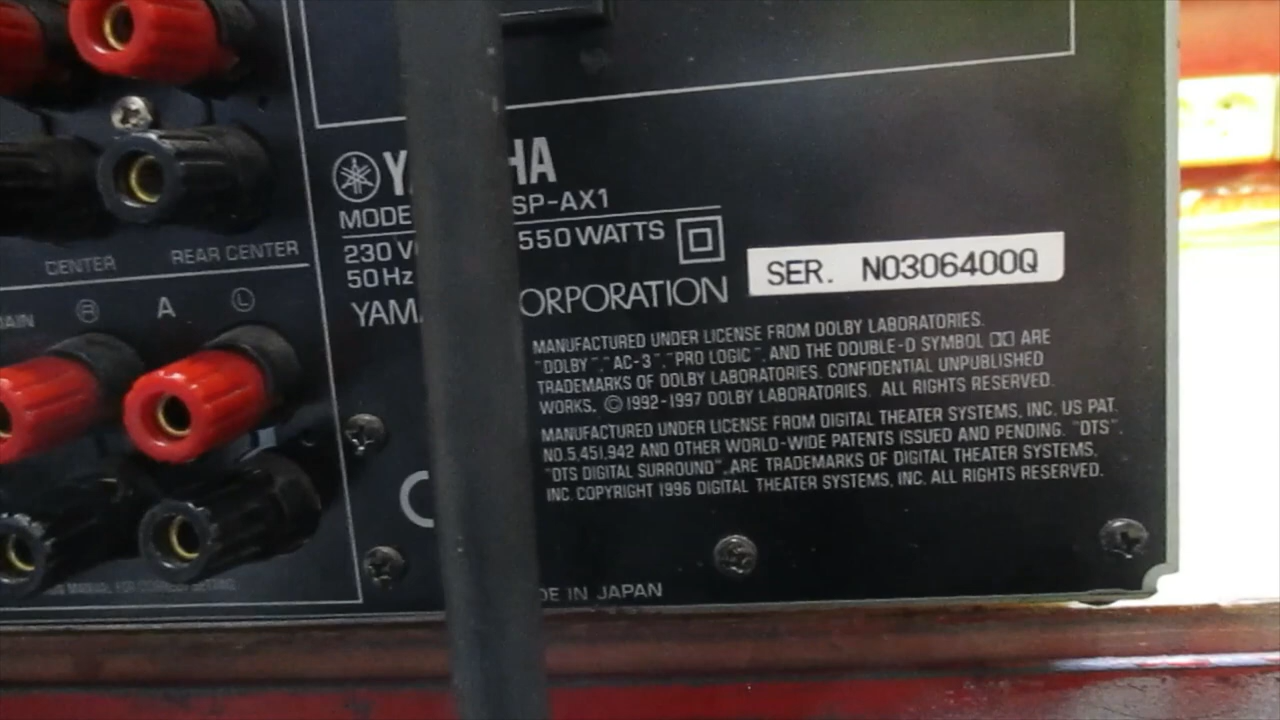 YA HA
MODE SP-AX1
230 V 550 WATTS
50 Hz
YAM ORPORATION
SER. N0306400Q
MANUFACTURED UNDER LICENSE FROM DOLBY LABORATORIES.
"DOLBY", "AC-3", "PRO LOGIC", AND THE DOUBLE-D SYMBOL ARE
TRADEMARKS OF DOLBY LABORATORIES. CONFIDENTIAL UNPUBLISHED
WORKS. © 1992-1997 DOLBY LABORATORIES. ALL RIGHTS RESERVED.
MANUFACTURED UNDER LICENSE FROM DIGITAL THEATER SYSTEMS, INC. US PAT.
NO.5,451,942 AND OTHER WORLD-WIDE PATENTS ISSUED AND PENDING. "DTS",
"DTS DIGITAL SURROUND", ARE TRADEMARKS OF DIGITAL THEATER SYSTEMS,
INC. COPYRIGHT 1996 DIGITAL THEATER SYSTEMS, INC. ALL RIGHTS RESERVED.
DE IN JAPAN
CENTER REAR CENTER
AIN R A L